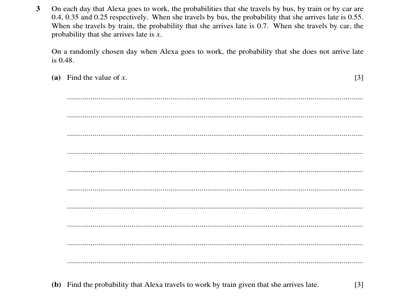 3 On each day that Alexa goes to work, the probabilities that she travels by bus, by train or by car are
0.4, 0.35 and 0.25 respectively. When she travels by bus, the probability that she arrives late is 0.55.
When she travels by train, the probability that she arrives late is 0.7. When she travels by car, the
probability that she arrives late is x.
On a randomly chosen day when Alexa goes to work, the probability that she does not arrive late
is 0.48.
(a) Find the value of x. [3]
(b) Find the probability that Alexa travels to work by train given that she arrives late. [3]